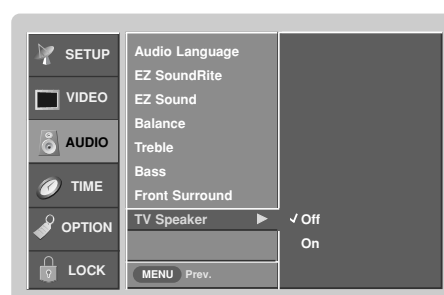 SETUP
VIDEO
AUDIO
TIME
OPTION
LOCK
Audio Language
EZ SoundRite
EZ Sound
Balance
Treble
Bass
Front Surround
TV Speaker
Off
On
MENU Prev.